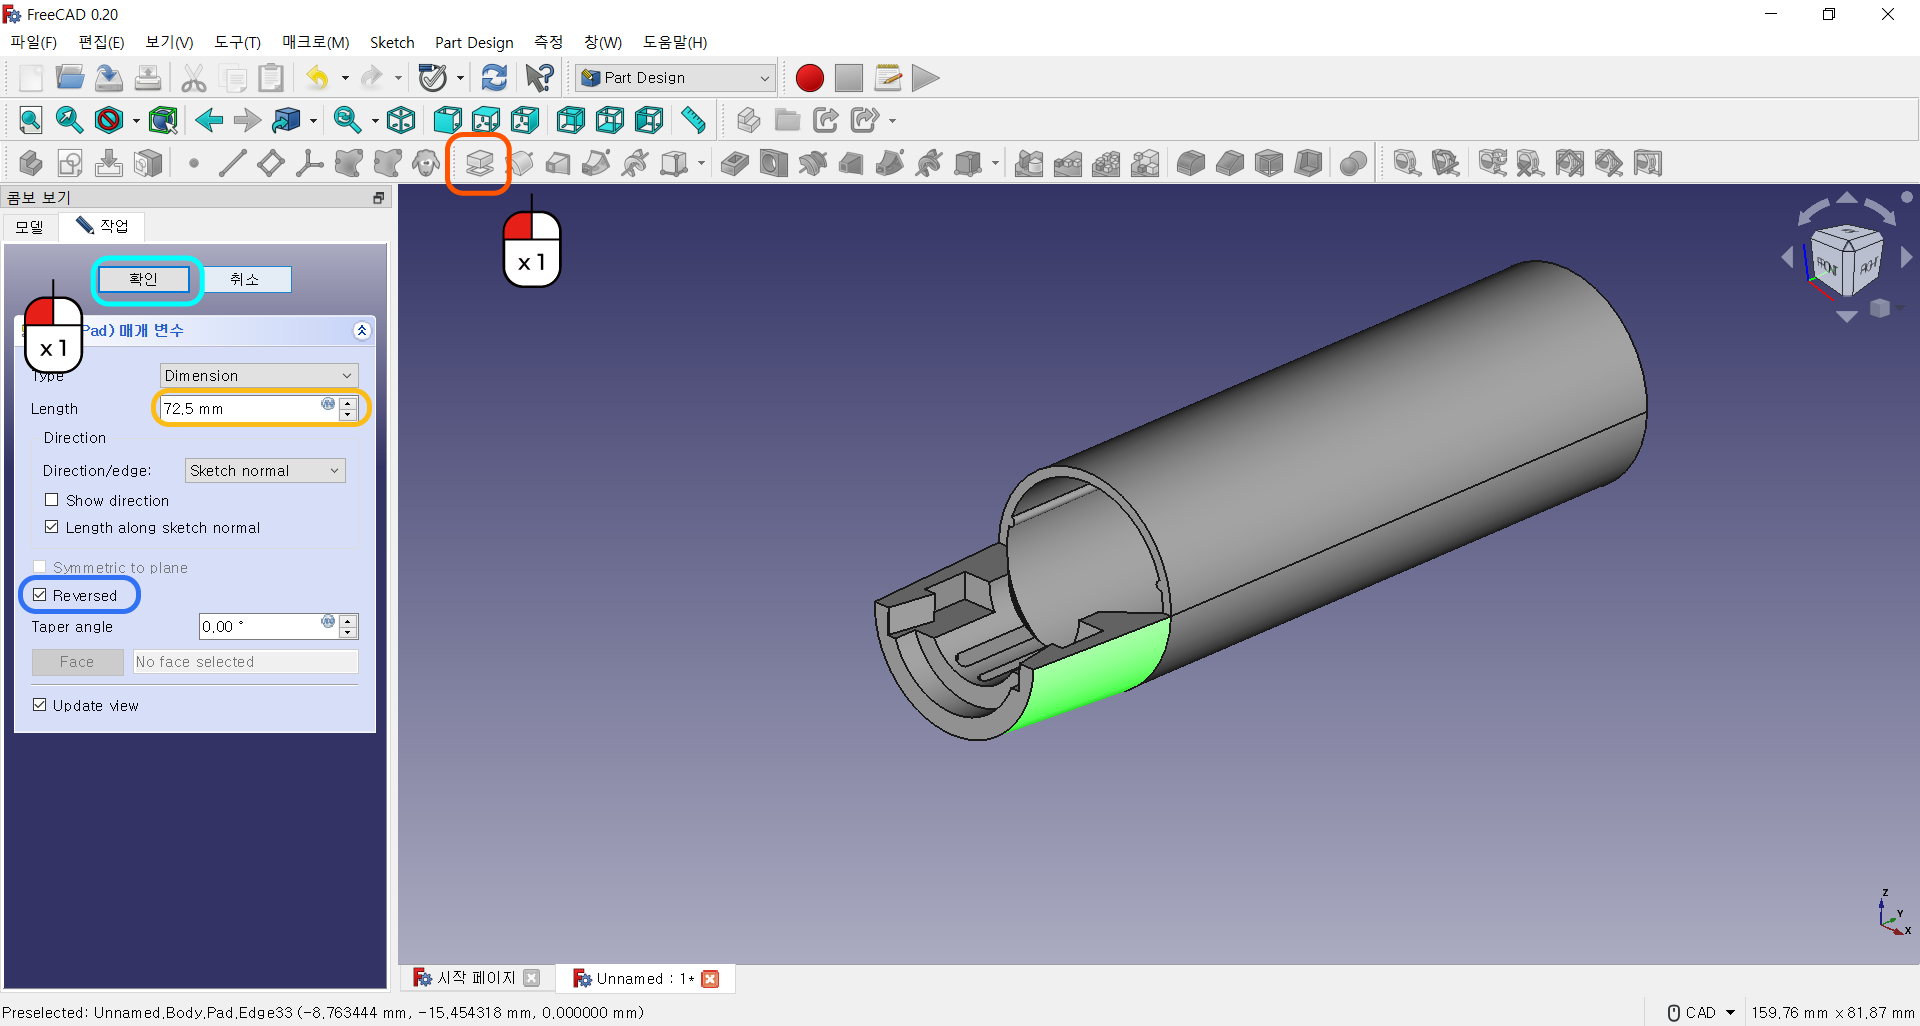 FreeCAD 0.20
파일(F) 편집(E) 보기(V) 도구(T) 매크로(M) Sketch Part Design 측정 창(W) 도움말(H)
Part Design
콤보 보기
모델 작업
확인 취소
x 1
x 1
Pad) 매개 변수
Type Dimension
Length 72.5 mm
Direction
Direction/edge: Sketch normal
Show direction
Length along sketch normal
Symmetric to plane
Reversed
Taper angle 0.00 °
Face No face selected
Update view
FRONT RIGHT
Z
Y
X
시작 페이지 Unnamed : 1*
Preselected: Unnamed.Body.Pad.Edge33 (-8.763444 mm, -15.454318 mm, 0.000000 mm) CAD 159.76 mm x 81.87 mm